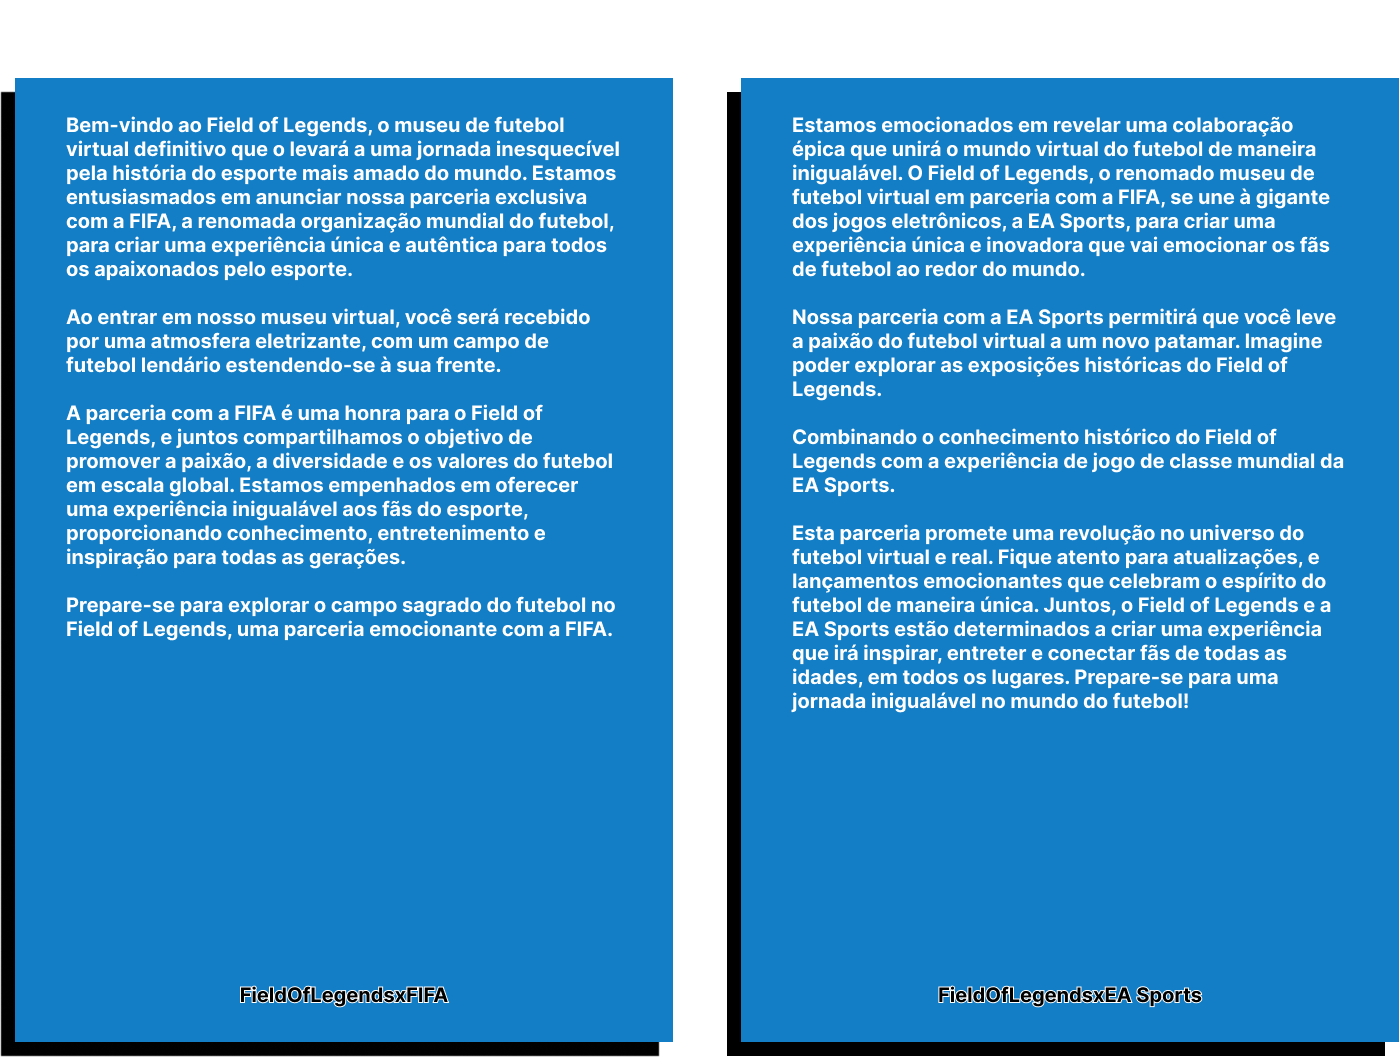 Bem-vindo ao Field of Legends, o museu de futebol
virtual definitivo que o levará a uma jornada inesquecível
pela história do esporte mais amado do mundo. Estamos
entusiasmados em anunciar nossa parceria exclusiva
com a FIFA, a renomada organização mundial do futebol,
para criar uma experiência única e autêntica para todos
os apaixonados pelo esporte.
Ao entrar em nosso museu virtual, você será recebido
por uma atmosfera eletrizante, com um campo de
futebol lendário estendendo-se à sua frente.
A parceria com a FIFA é uma honra para o Field of
Legends, e juntos compartilhamos o objetivo de
promover a paixão, a diversidade e os valores do futebol
em escala global. Estamos empenhados em oferecer
uma experiência inigualável aos fãs do esporte,
proporcionando conhecimento, entretenimento e
inspiração para todas as gerações.
Prepare-se para explorar o campo sagrado do futebol no
Field of Legends, uma parceria emocionante com a FIFA.
FieldOfLegendsxFIFA
Estamos emocionados em revelar uma colaboração
épica que unirá o mundo virtual do futebol de maneira
inigualável. O Field of Legends, o renomado museu de
futebol virtual em parceria com a FIFA, se une à gigante
dos jogos eletrônicos, a EA Sports, para criar uma
experiência única e inovadora que vai emocionar os fãs
de futebol ao redor do mundo.
Nossa parceria com a EA Sports permitirá que você leve
a paixão do futebol virtual a um novo patamar. Imagine
poder explorar as exposições históricas do Field of
Legends.
Combinando o conhecimento histórico do Field of
Legends com a experiência de jogo de classe mundial da
EA Sports.
Esta parceria promete uma revolução no universo do
futebol virtual e real. Fique atento para atualizações, e
lançamentos emocionantes que celebram o espírito do
futebol de maneira única. Juntos, o Field of Legends e a
EA Sports estão determinados a criar uma experiência
que irá inspirar, entreter e conectar fãs de todas as
idades, em todos os lugares. Prepare-se para uma
jornada inigualável no mundo do futebol!
FieldOfLegendsxEA Sports